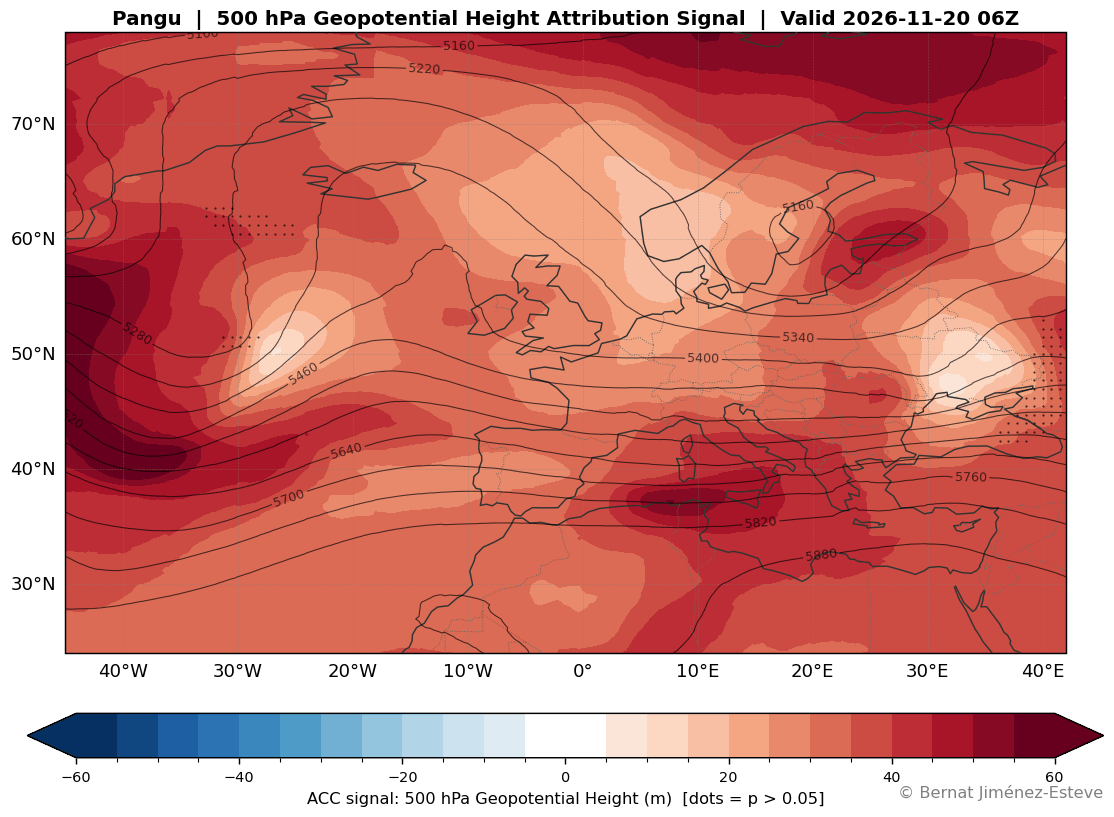 Pangu | 500 hPa Geopotential Height Attribution Signal | Valid 2026-11-20 06Z
5160
5220
70°N
5160
60°N
5280
5340
50°N
5400
5460
5640
40°N
5760
5700
5820
5880
30°N
40°W 30°W 20°W 10°W 0° 10°E 20°E 30°E 40°E
−60 −40 −20 0 20 40 60
ACC signal: 500 hPa Geopotential Height (m) [dots = p > 0.05]
© Bernat Jiménez-Esteve